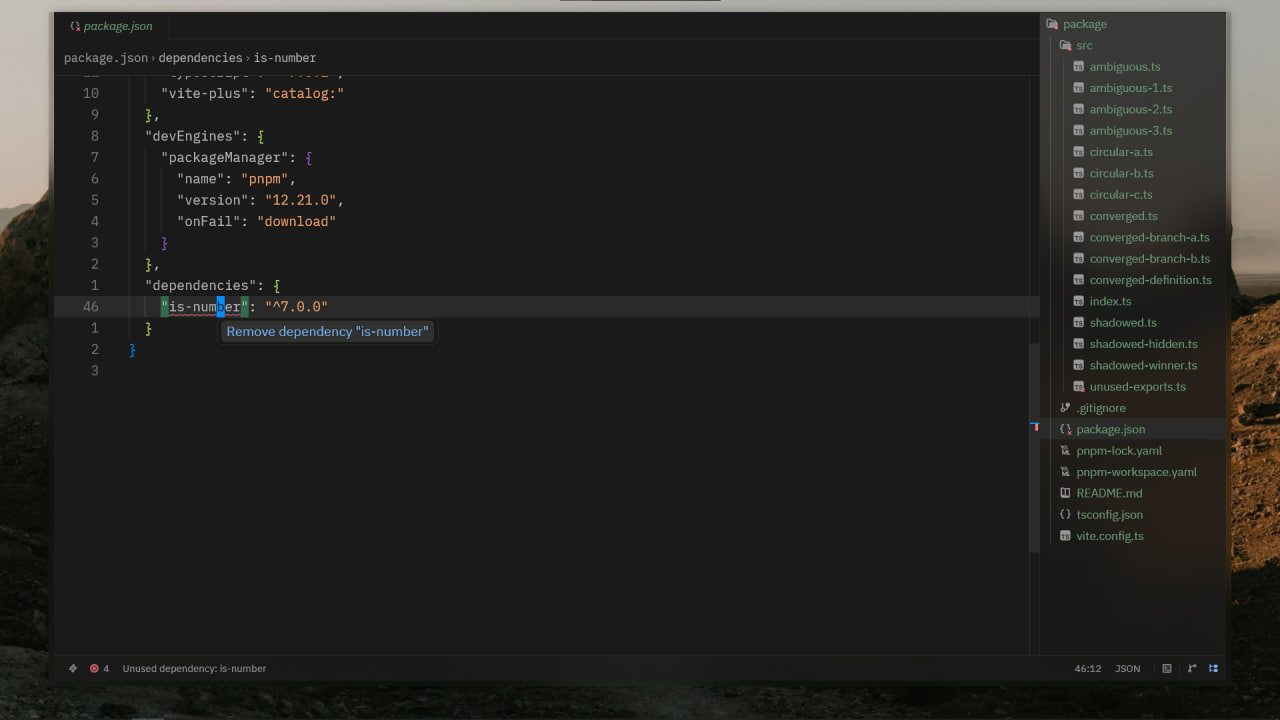 package.json
package.json › dependencies › is-number
10 "vite-plus": "catalog:"
9 },
8 "devEngines": {
7 "packageManager": {
6 "name": "pnpm",
5 "version": "12.21.0",
4 "onFail": "download"
3 }
2 },
1 "dependencies": {
46 "is-number": "^7.0.0"
1 }
Remove dependency "is-number"
2 }
3
package
src
ambiguous.ts
ambiguous-1.ts
ambiguous-2.ts
ambiguous-3.ts
circular-a.ts
circular-b.ts
circular-c.ts
converged.ts
converged-branch-a.ts
converged-branch-b.ts
converged-definition.ts
index.ts
shadowed.ts
shadowed-hidden.ts
shadowed-winner.ts
unused-exports.ts
.gitignore
package.json
pnpm-lock.yaml
pnpm-workspace.yaml
README.md
tsconfig.json
vite.config.ts
4 Unused dependency: is-number
46:12 JSON